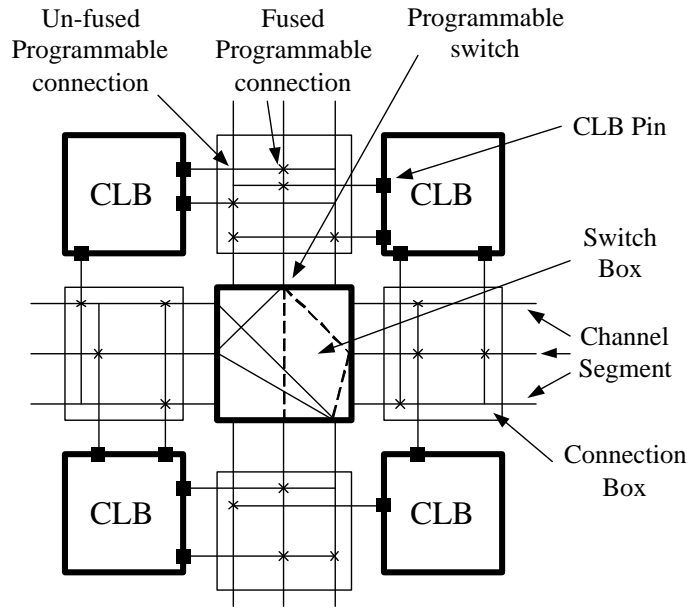 Un-fused
Programmable
connection
Fused
Programmable
connection
Programmable
switch
CLB Pin
CLB
CLB
Switch
Box
Channel
Segment
Connection
Box
CLB
CLB